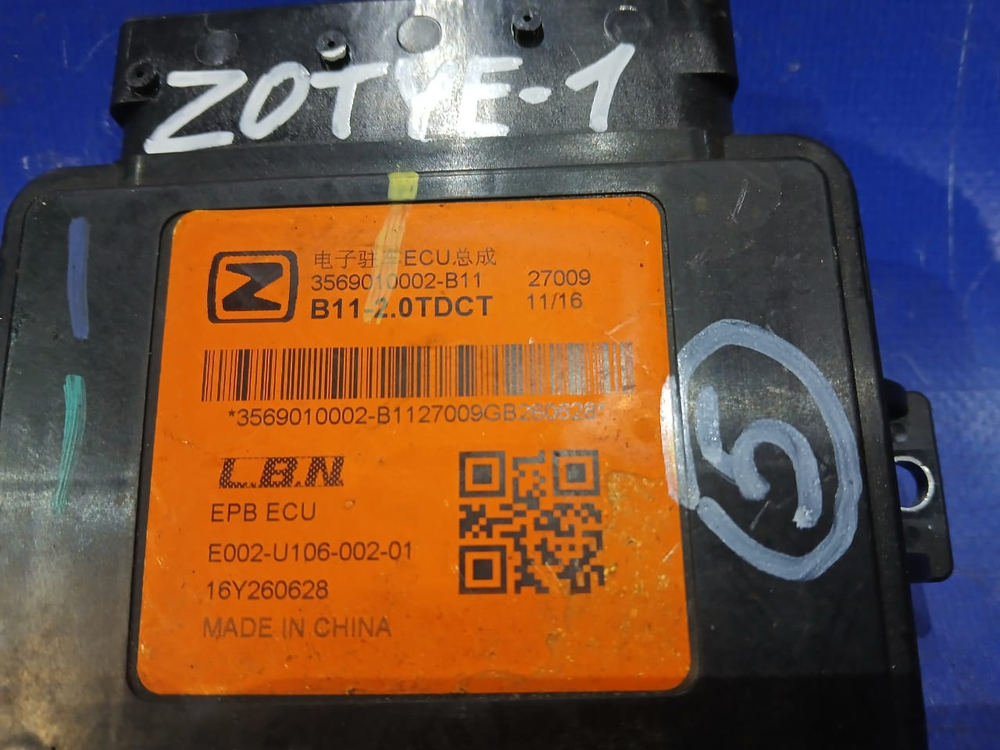 ZOTYE-1
电子驻车ECU总成
3569010002-B11 27009
B11-2.0TDCT 11/16
*3569010002-B1127009GB260628*
L.B.N.
EPB ECU
E002-U106-002-01
16Y260628
MADE IN CHINA
5